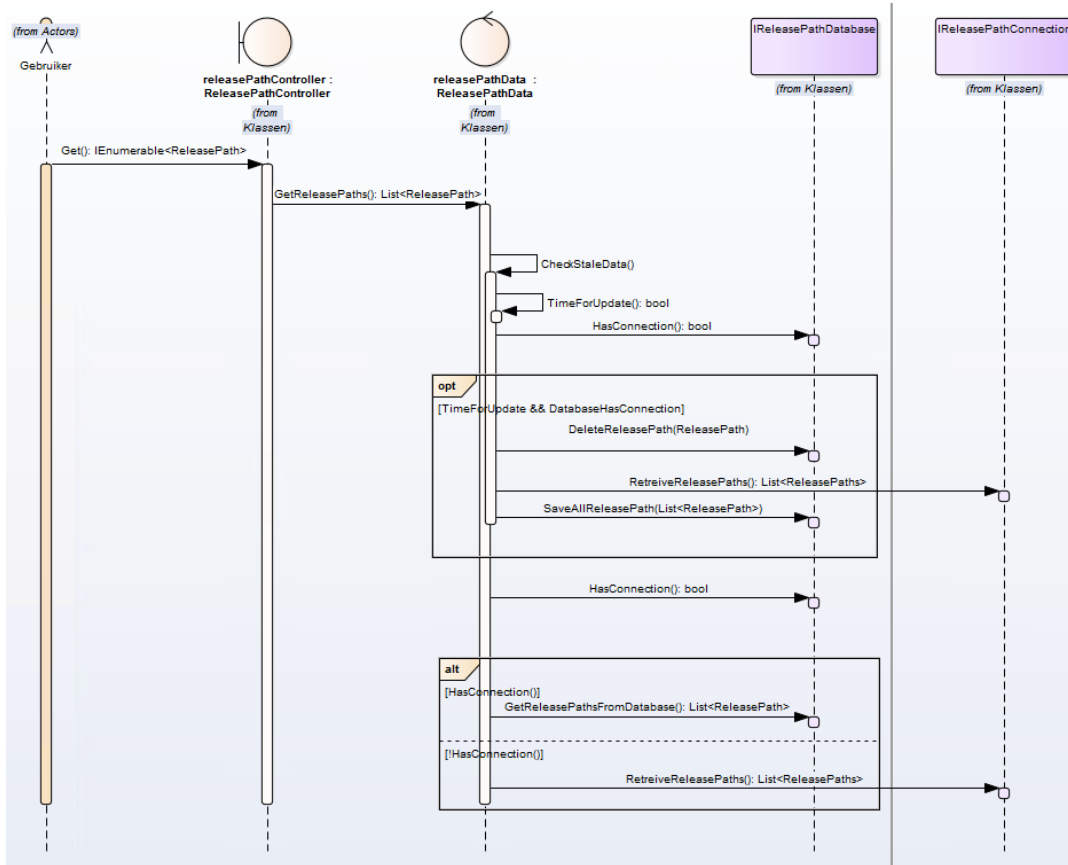 (from Actors)
Gebruiker
releasePathController :
ReleasePathController
(from
Klassen)
releasePathData :
ReleasePathData
(from
Klassen)
IReleasePathDatabase
(from Klassen)
IReleasePathConnection
(from Klassen)
Get(): IEnumerable<ReleasePath>
GetReleasePaths(): List<ReleasePath>
CheckStaleData()
TimeForUpdate(): bool
HasConnection(): bool
opt
[TimeForUpdate && DatabaseHasConnection]
DeleteReleasePath(ReleasePath)
RetreiveReleasePaths(): List<ReleasePaths>
SaveAllReleasePath(List<ReleasePath>)
HasConnection(): bool
alt
[HasConnection()]
GetReleasePathsFromDatabase(): List<ReleasePath>
[!HasConnection()]
RetreiveReleasePaths(): List<ReleasePaths>